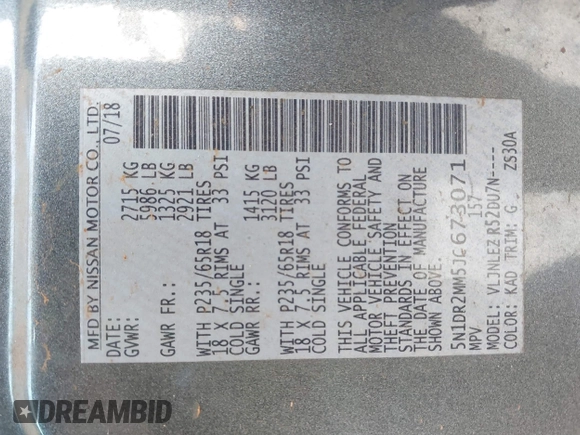 MFD BY NISSAN MOTOR CO., LTD.
DATE: 07/18
GVWR: 2715 KG
5986 LB
GAWR FR.: 1325 KG
2921 LB
WITH P235/65R18 TIRES
18 X 7.5 RIMS AT 33 PSI
COLD SINGLE
GAWR RR.: 1415 KG
3120 LB
WITH P235/65R18 TIRES
18 X 7.5 RIMS AT 33 PSI
COLD SINGLE
THIS VEHICLE CONFORMS TO
ALL APPLICABLE FEDERAL
MOTOR VEHICLE SAFETY AND
THEFT PREVENTION
STANDARDS IN EFFECT ON
THE DATE OF MANUFACTURE
SHOWN ABOVE.
5N1DR2MM5JC673071
MPV 157
MODEL: VLJNLEZ R52DU7N----
COLOR: KAD TRIM: G ZS30A
DREAMBID